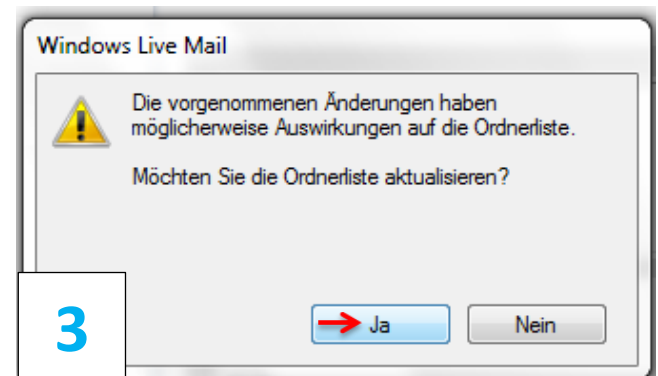 Windows Live Mail
Die vorgenommenen Änderungen haben
möglicherweise Auswirkungen auf die Ordnerliste.
Möchten Sie die Ordnerliste aktualisieren?
3
Ja
Nein